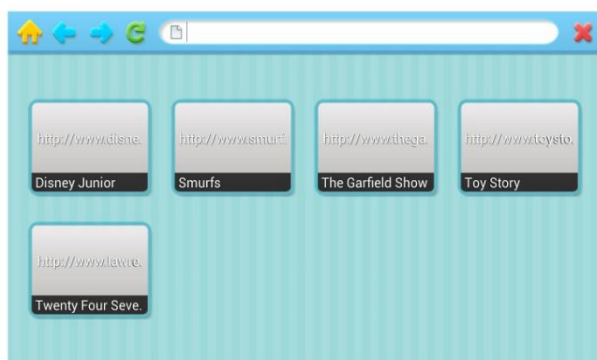 http://www.disne.
Disney Junior
http://www.smurf.
Smurfs
http://www.thega.
The Garfield Show
http://www.toysto.
Toy Story
http://www.lawre.
Twenty Four Seve.